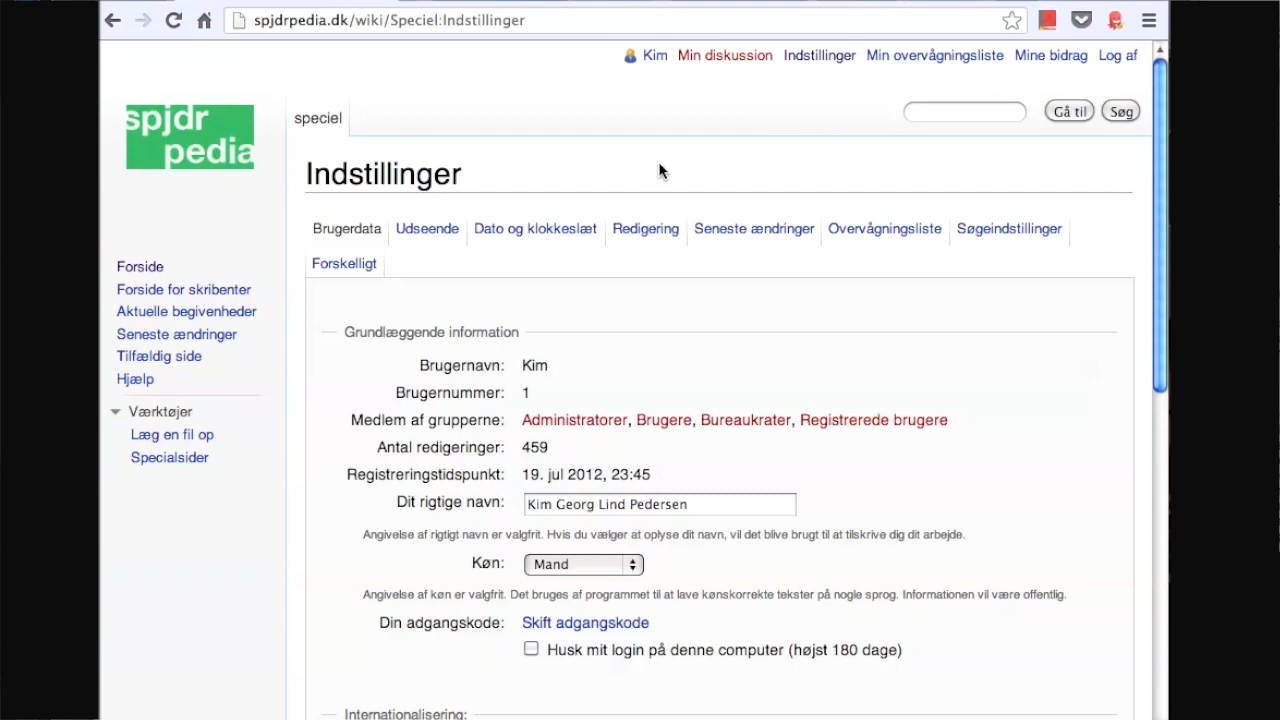 spjdrpedia.dk/wiki/Speciel:Indstillinger
Kim Min diskussion Indstillinger Min overvågningsliste Mine bidrag Log af
spjdr
pedia
speciel
Gå til Søg
Indstillinger
Brugerdata Udseende Dato og klokkeslæt Redigering Seneste ændringer Overvågningsliste Søgeindstillinger
Forskelligt
Forside
Forside for skribenter
Aktuelle begivenheder
Seneste ændringer
Tilfældig side
Hjælp
Værktøjer
Læg en fil op
Specialsider
Grundlæggende information
Brugernavn: Kim
Brugernummer: 1
Medlem af grupperne: Administratorer, Brugere, Bureaukrater, Registrerede brugere
Antal redigeringer: 459
Registreringstidspunkt: 19. jul 2012, 23:45
Dit rigtige navn: Kim Georg Lind Pedersen
Angivelse af rigtigt navn er valgfrit. Hvis du vælger at oplyse dit navn, vil det blive brugt til at tilskrive dig dit arbejde.
Køn: Mand
Angivelse af køn er valgfrit. Det bruges af programmet til at lave kønskorrekte tekster på nogle sprog. Informationen vil være offentlig.
Din adgangskode: Skift adgangskode
Husk mit login på denne computer (højst 180 dage)
Internationalisering: